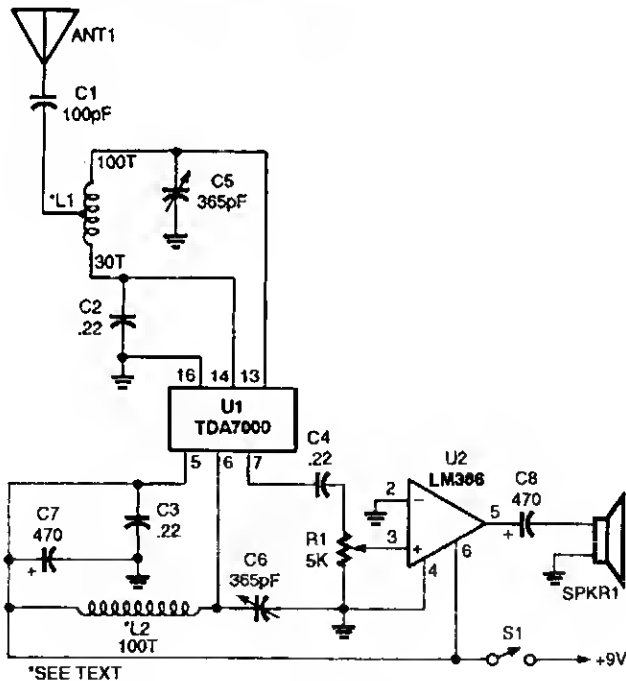 ANT1
C1
100pF
100T
*L1
C5
365pF
30T
C2
.22
16
14
13
U1
TDA7000
5
6
7
C4
.22
U2
LM386
C8
470
2
−
5
3
+
+
6
4
R1
5K
C7
470
+
C3
.22
C6
365pF
SPKR1
*L2
100T
S1
+9V
*SEE TEXT